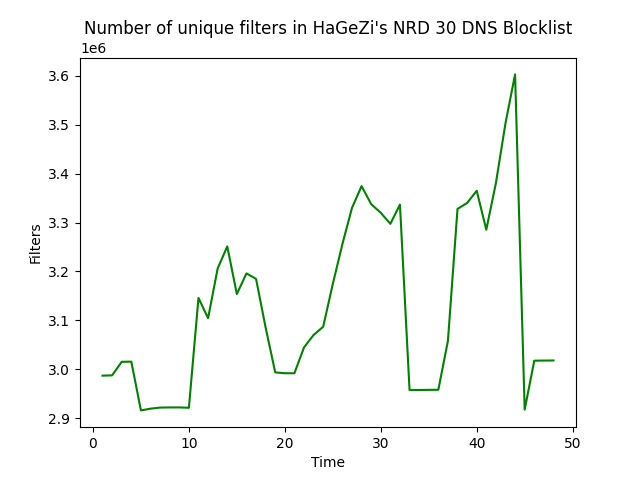 Number of unique filters in HaGeZi's NRD 30 DNS Blocklist
1e6
3.6
3.5
3.4
3.3
3.2
3.1
3.0
2.9
Filters
0 10 20 30 40 50
Time